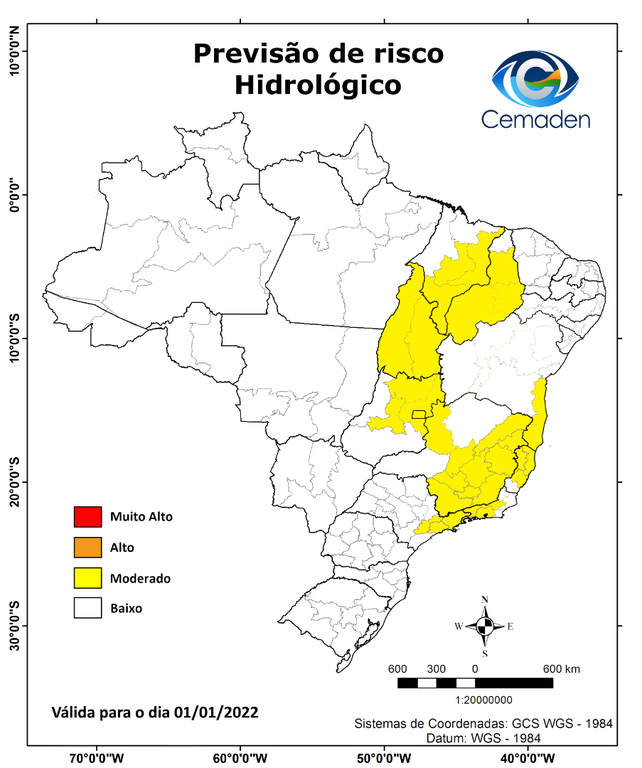 Previsão de risco
Hidrológico
Cemaden
10°0'0"N
0°0'0"
10°0'0"S
20°0'0"S
30°0'0"S
Muito Alto
Alto
Moderado
Baixo
N
W E
S
600 300 0 600 km
1:20000000
Válida para o dia 01/01/2022
Sistemas de Coordenadas: GCS WGS - 1984
Datum: WGS - 1984
70°0'0"W 60°0'0"W 50°0'0"W 40°0'0"W